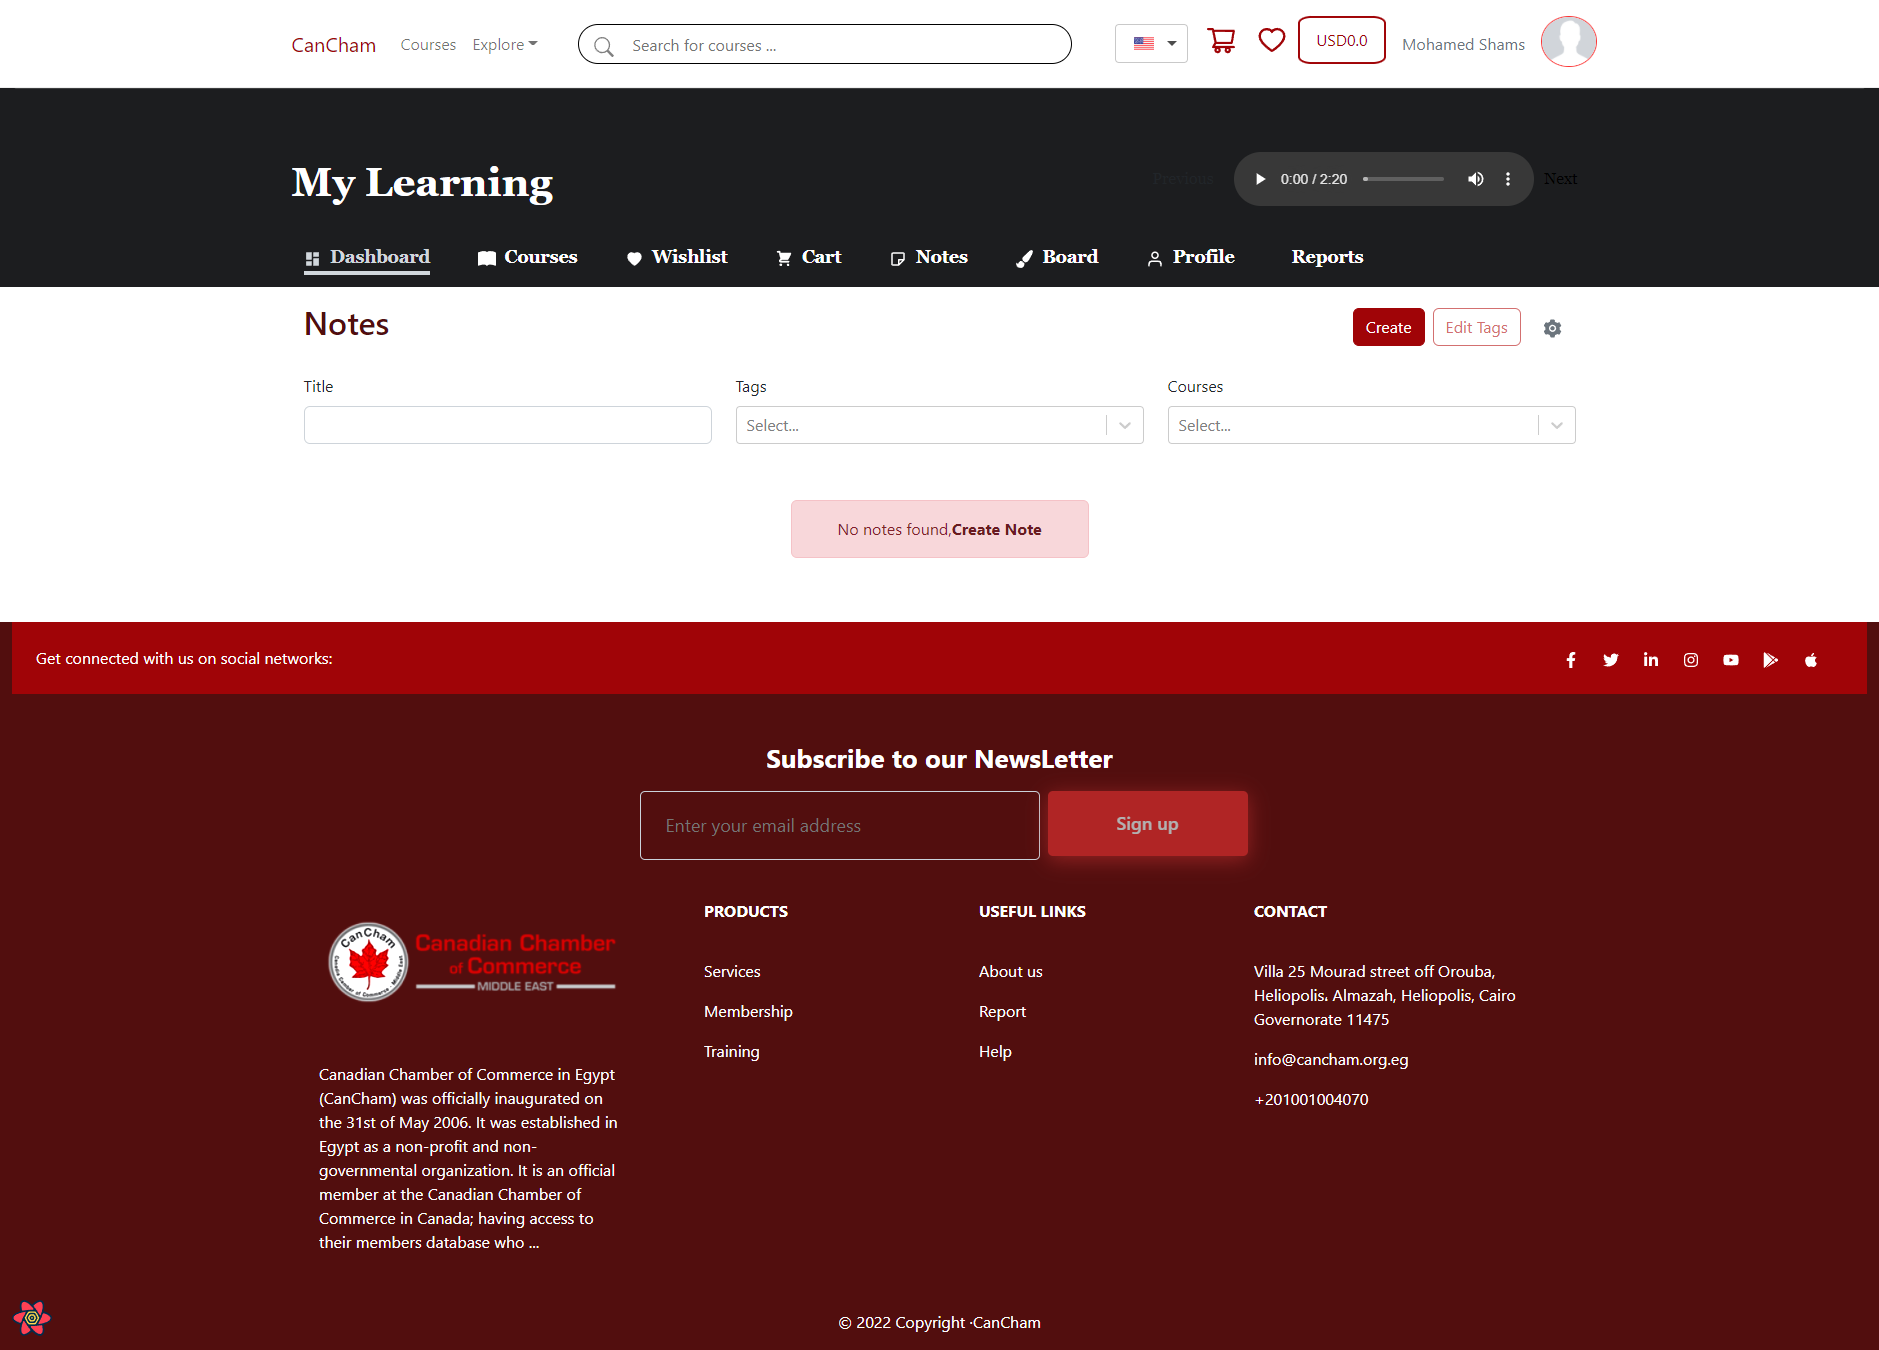 CanCham
Courses
Explore
Search for courses ...
USD0.0
Mohamed Shams
My Learning
Previous
0:00 / 2:20
Next
Dashboard
Courses
Wishlist
Cart
Notes
Board
Profile
Reports
Notes
Create
Edit Tags
Title
Tags
Courses
Select...
Select...
No notes found,Create Note
Get connected with us on social networks:
Subscribe to our NewsLetter
Enter your email address
Sign up
CanCham
Canadian Chamber
of Commerce
MIDDLE EAST
Canadian Chamber of Commerce in Egypt
(CanCham) was officially inaugurated on
the 31st of May 2006. It was established in
Egypt as a non-profit and non-
governmental organization. It is an official
member at the Canadian Chamber of
Commerce in Canada; having access to
their members database who ...
PRODUCTS
Services
Membership
Training
USEFUL LINKS
About us
Report
Help
CONTACT
Villa 25 Mourad street off Orouba,
Heliopolis، Almazah, Heliopolis, Cairo
Governorate 11475
info@cancham.org.eg
+201001004070
© 2022 Copyright ·CanCham